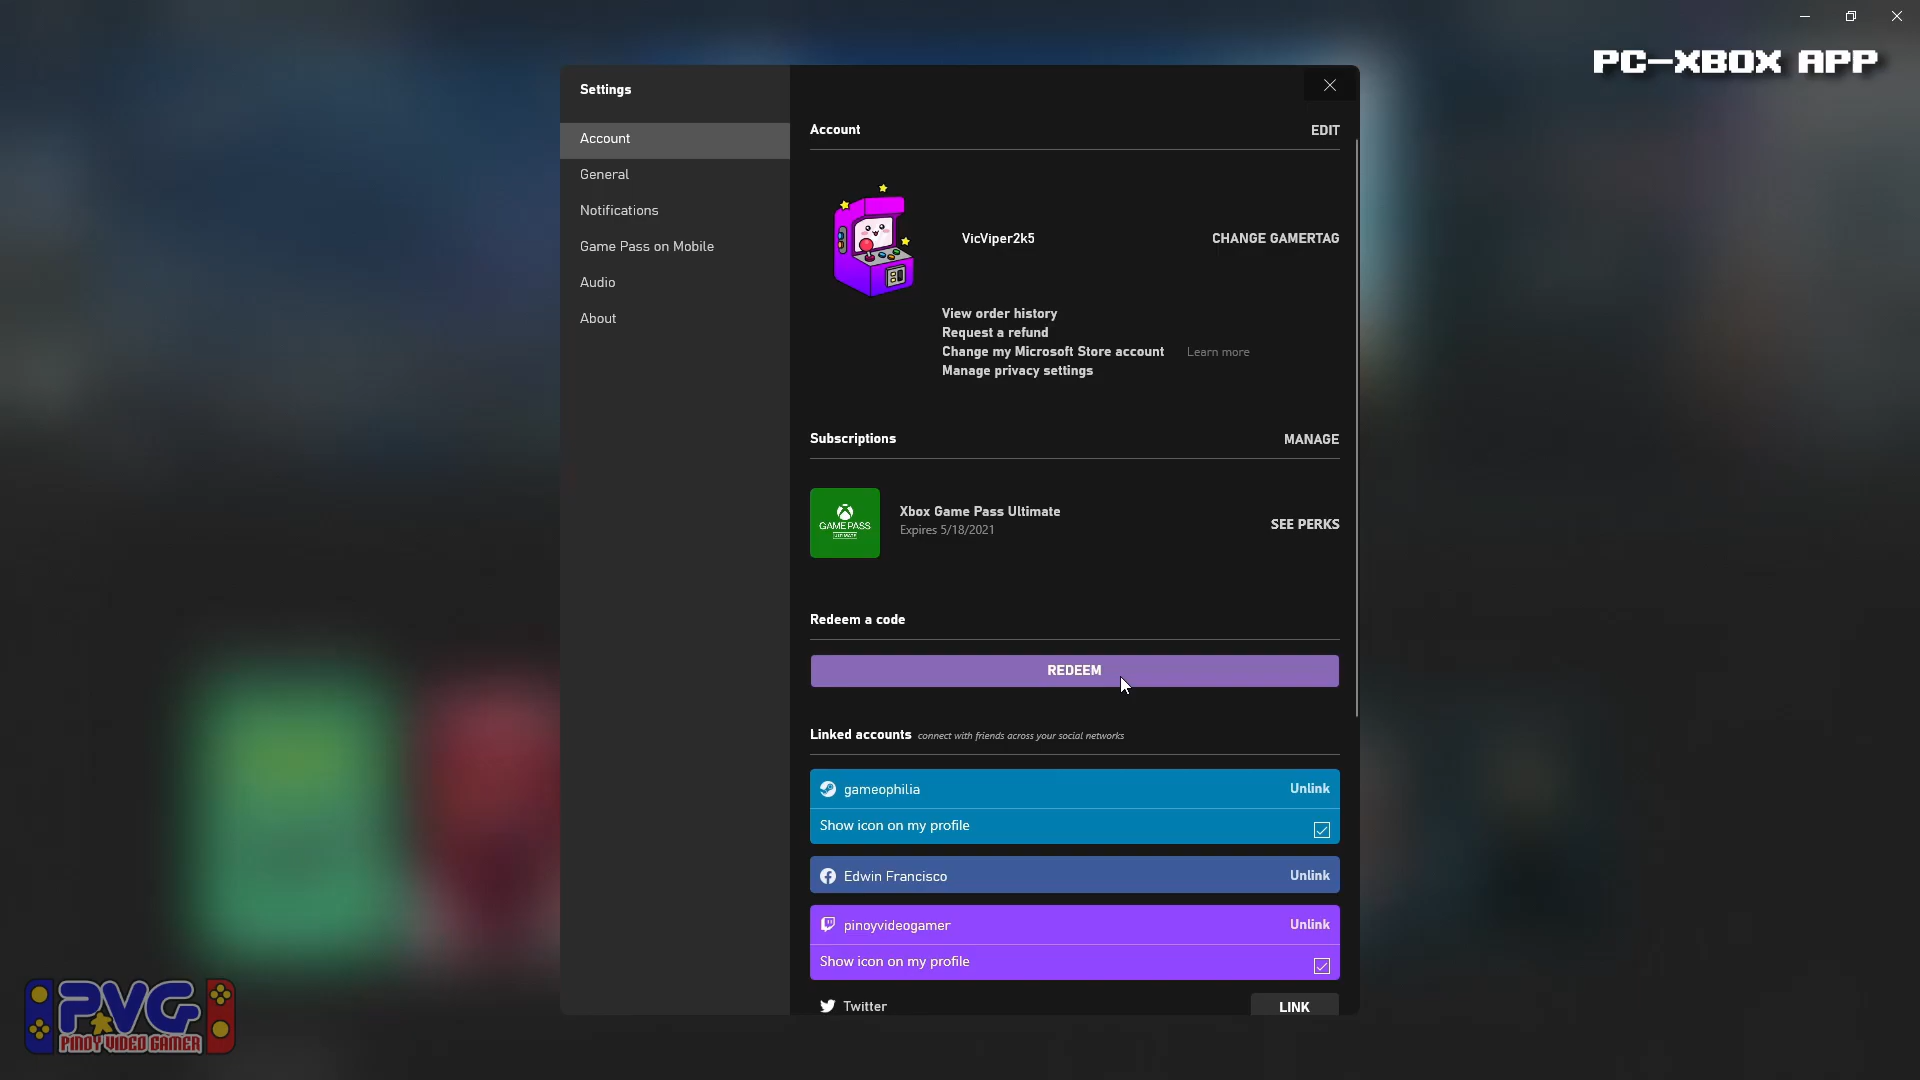 PC-XBOX APP
Settings
Account
General
Notifications
Game Pass on Mobile
Audio
About
Account
EDIT
VicViper2k5
CHANGE GAMERTAG
View order history
Request a refund
Change my Microsoft Store account Learn more
Manage privacy settings
Subscriptions
MANAGE
GAME PASS
ULTIMATE
Xbox Game Pass Ultimate
Expires 5/18/2021
SEE PERKS
Redeem a code
REDEEM
Linked accounts connect with friends across your social networks
gameophilia
Unlink
Show icon on my profile
Edwin Francisco
Unlink
pinoyvideogamer
Unlink
Show icon on my profile
Twitter
LINK
PVG
PINOY VIDEO GAMER